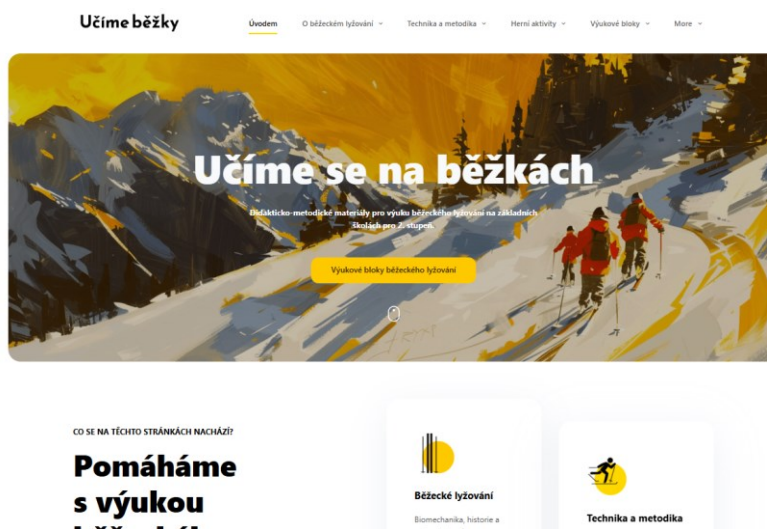 Učíme běžky
Úvodem
O běžeckém lyžování
Technika a metodika
Herní aktivity
Výukové bloky
More
Učíme se na běžkách
Didakticko-metodické materiály pro výuku běžeckého lyžování na základních
školách pro 2. stupeň.
Výukové bloky běžeckého lyžování
CO SE NA TĚCHTO STRÁNKÁCH NACHÁZÍ?
Pomáháme
s výukou
Běžecké lyžování
Biomechanika, historie a
Technika a metodika